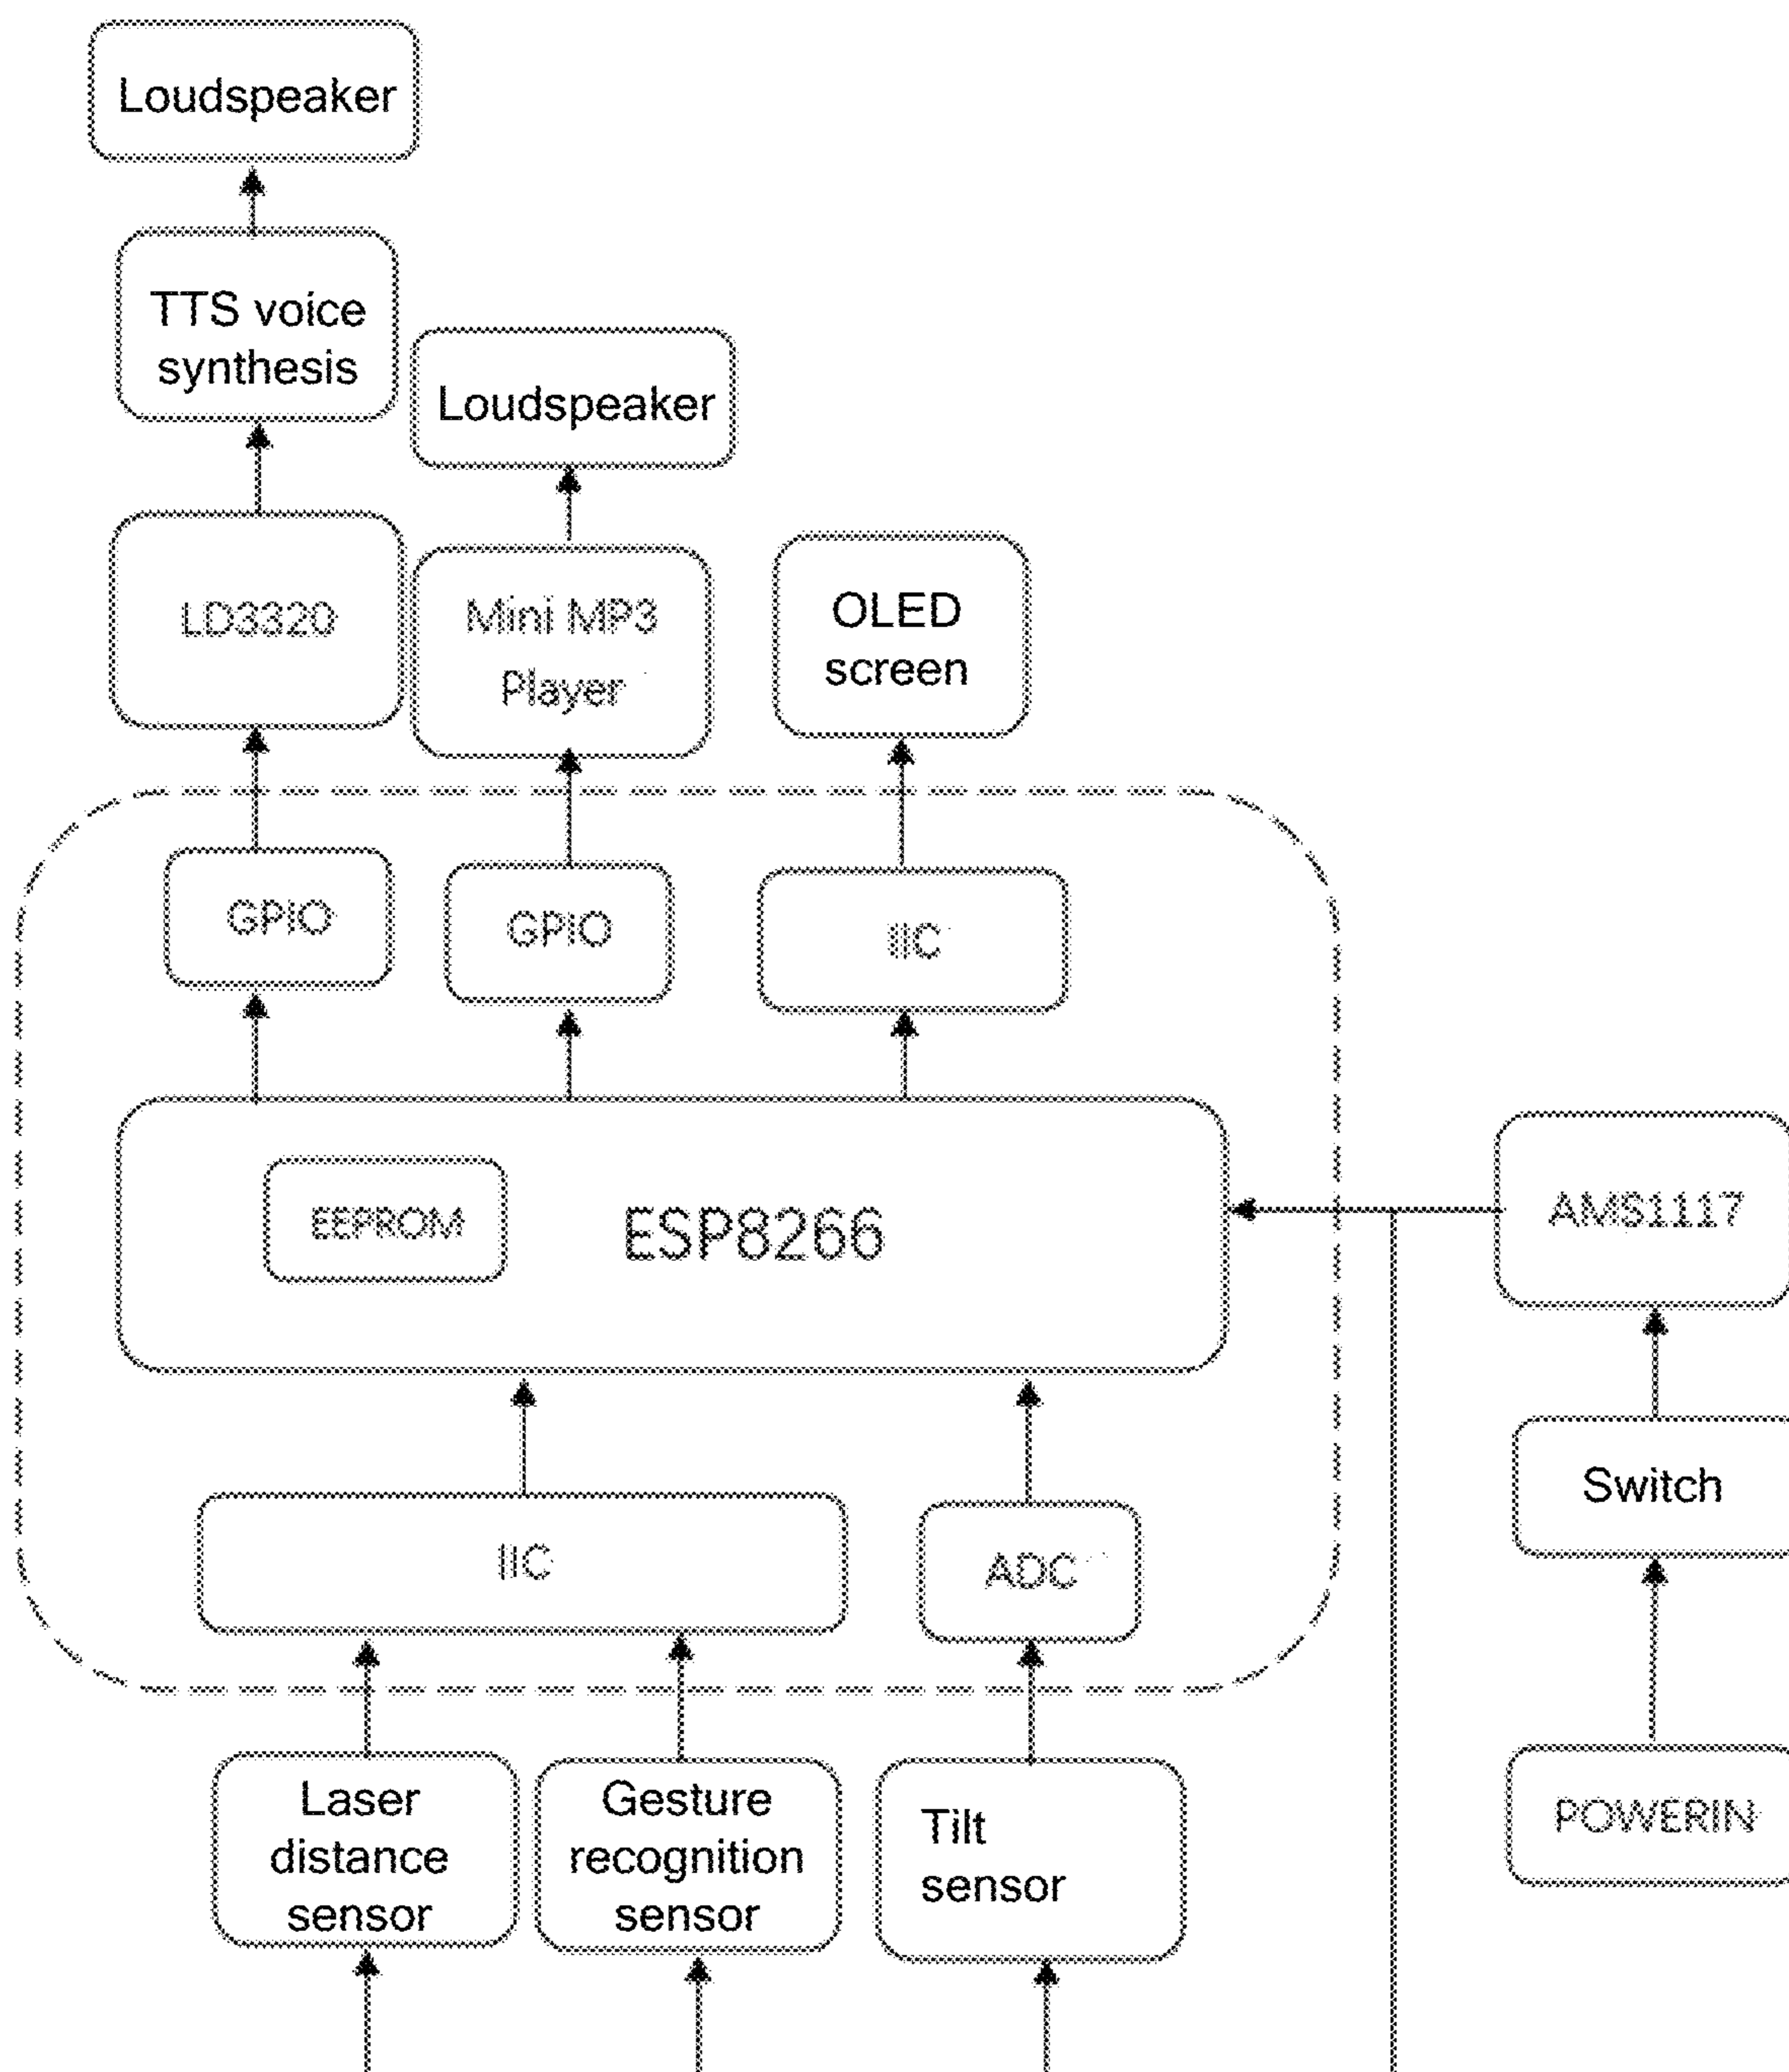 Loudspeaker
TTS voice
synthesis
Loudspeaker
LD3320
Mini MP3
Player
OLED
screen
GPIO
GPIO
IIC
EEPROM
ESP8266
AMS1117
Switch
IIC
ADC
POWERIN
Laser
distance
sensor
Gesture
recognition
sensor
Tilt
sensor